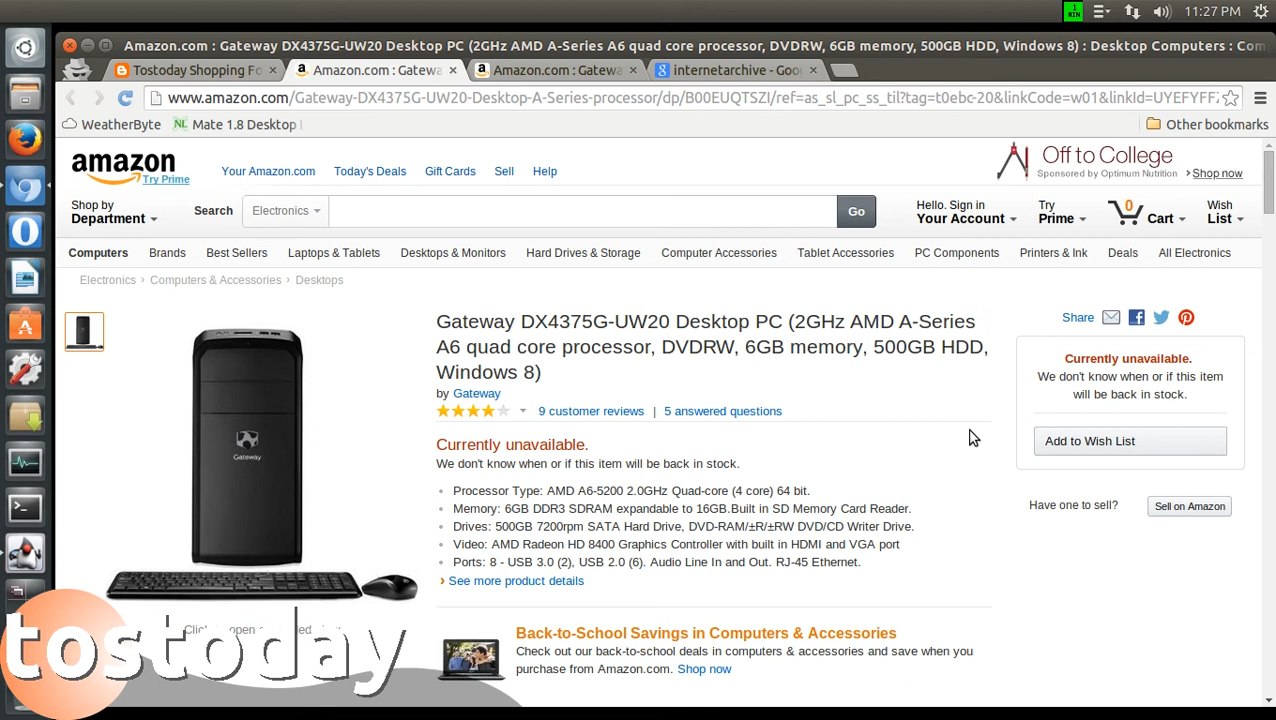 1
MIN
11:27 PM
Amazon.com : Gateway DX4375G-UW20 Desktop PC (2GHz AMD A-Series A6 quad core processor, DVDRW, 6GB memory, 500GB HDD, Windows 8) : Desktop Computers : Com
Tostoday Shopping Fo
Amazon.com : Gatewa
Amazon.com : Gatewa
internetarchive - Goo
www.amazon.com/Gateway-DX4375G-UW20-Desktop-A-Series-processor/dp/B00EUQTSZI/ref=as_sl_pc_ss_til?tag=t0ebc-20&linkCode=w01&linkId=UYEFYFF
WeatherByte
Mate 1.8 Desktop
Other bookmarks
amazon
Try Prime
Your Amazon.com
Today's Deals
Gift Cards
Sell
Help
Off to College
Sponsored by Optimum Nutrition
Shop now
Shop by
Department
Search
Electronics
Go
Hello. Sign in
Your Account
Try
Prime
0
Cart
Wish
List
Computers
Brands
Best Sellers
Laptops & Tablets
Desktops & Monitors
Hard Drives & Storage
Computer Accessories
Tablet Accessories
PC Components
Printers & Ink
Deals
All Electronics
Electronics › Computers & Accessories › Desktops
Gateway DX4375G-UW20 Desktop PC (2GHz AMD A-Series
A6 quad core processor, DVDRW, 6GB memory, 500GB HDD,
Windows 8)
by Gateway
9 customer reviews | 5 answered questions
Currently unavailable.
We don't know when or if this item will be back in stock.
• Processor Type: AMD A6-5200 2.0GHz Quad-core (4 core) 64 bit.
• Memory: 6GB DDR3 SDRAM expandable to 16GB.Built in SD Memory Card Reader.
• Drives: 500GB 7200rpm SATA Hard Drive, DVD-RAM/±R/±RW DVD/CD Writer Drive.
• Video: AMD Radeon HD 8400 Graphics Controller with built in HDMI and VGA port
• Ports: 8 - USB 3.0 (2), USB 2.0 (6). Audio Line In and Out. RJ-45 Ethernet.
› See more product details
Share
Currently unavailable.
We don't know when or if this item
will be back in stock.
Add to Wish List
Have one to sell?
Sell on Amazon
Gateway
Back-to-School Savings in Computers & Accessories
Check out our back-to-school deals in computers & accessories and save when you
purchase from Amazon.com. Shop now
tostoday